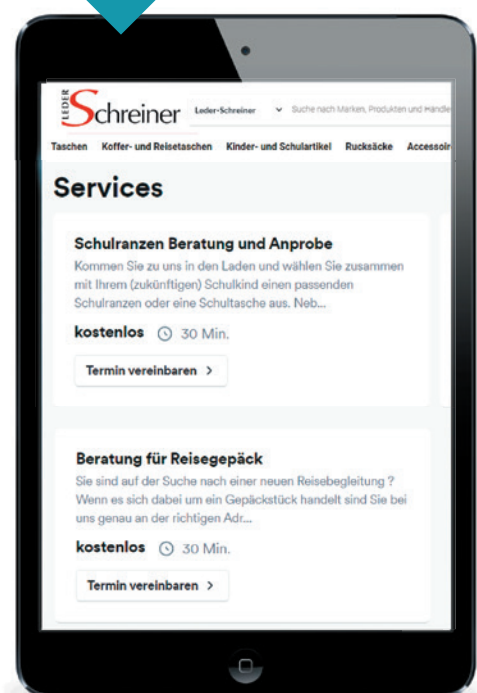 LEDER
Schreiner
Leder-Schreiner
Suche nach Marken, Produkten und Händle
Taschen Koffer- und Reisetaschen Kinder- und Schulartikel Rucksäcke Accessoir
Services
Schulranzen Beratung und Anprobe
Kommen Sie zu uns in den Laden und wählen Sie zusammen
mit Ihrem (zukünftigen) Schulkind einen passenden
Schulranzen oder eine Schultasche aus. Neb...
kostenlos 30 Min.
Termin vereinbaren >
Beratung für Reisegepäck
Sie sind auf der Suche nach einer neuen Reisebegleitung ?
Wenn es sich dabei um ein Gepäckstück handelt sind Sie bei
uns genau an der richtigen Adr...
kostenlos 30 Min.
Termin vereinbaren >